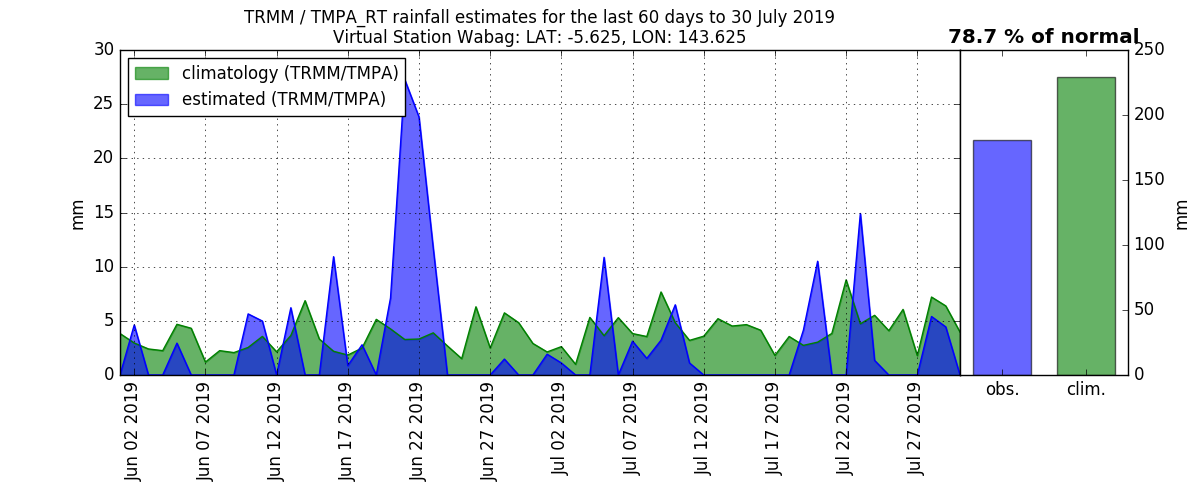 TRMM / TMPA_RT rainfall estimates for the last 60 days to 30 July 2019
Virtual Station Wabag: LAT: -5.625, LON: 143.625
78.7 % of normal
climatology (TRMM/TMPA)
estimated (TRMM/TMPA)
30
25
20
15
10
5
0
mm
250
200
150
100
50
0
mm
Jun 02 2019
Jun 07 2019
Jun 12 2019
Jun 17 2019
Jun 22 2019
Jun 27 2019
Jul 02 2019
Jul 07 2019
Jul 12 2019
Jul 17 2019
Jul 22 2019
Jul 27 2019
obs.
clim.